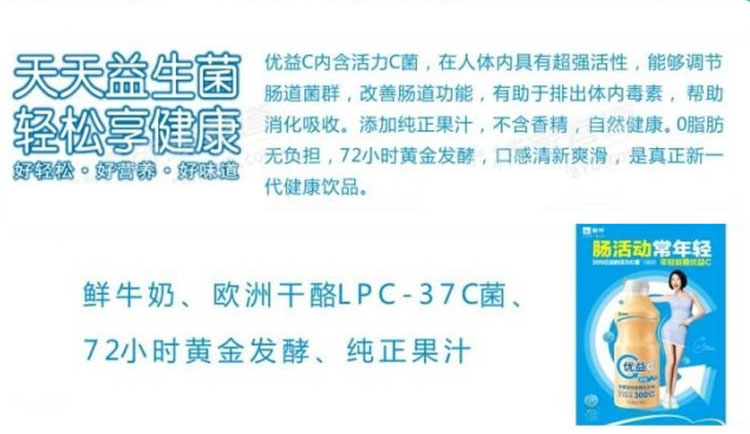 天天益生菌
轻松享健康
好轻松·好营养·好味道
优益C内含活力C菌，在人体内具有超强活性，能够调节
肠道菌群，改善肠道功能，有助于排出体内毒素，帮助
消化吸收。添加纯正果汁，不含香精，自然健康。0脂肪
无负担，72小时黄金发酵，口感清新爽滑，是真正新一
代健康饮品。
鲜牛奶、欧洲干酪LPC-37C菌、
72小时黄金发酵、纯正果汁
肠活动常年轻
优益C
300亿